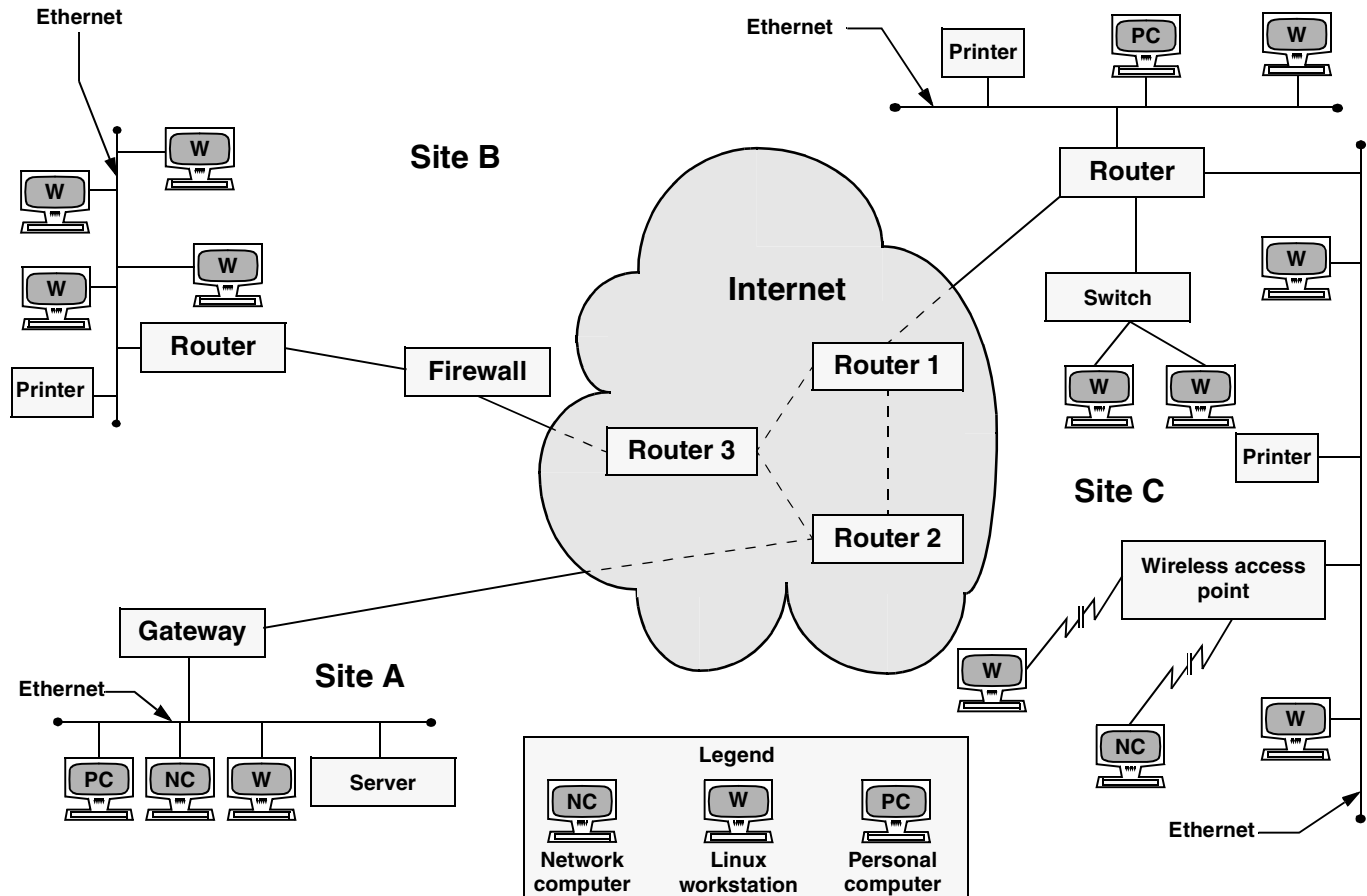 Ethernet
Ethernet
Printer
PC
W
W
Site B
W
Router
W
Internet
W
W
Switch
Router
Router 1
Firewall
Printer
W
W
Router 3
Printer
Site C
Router 2
Wireless access
point
Gateway
Site A
W
Ethernet
W
NC
PC
NC
W
Server
Legend
NC
W
PC
Ethernet
Network
computer
Linux
workstation
Personal
computer